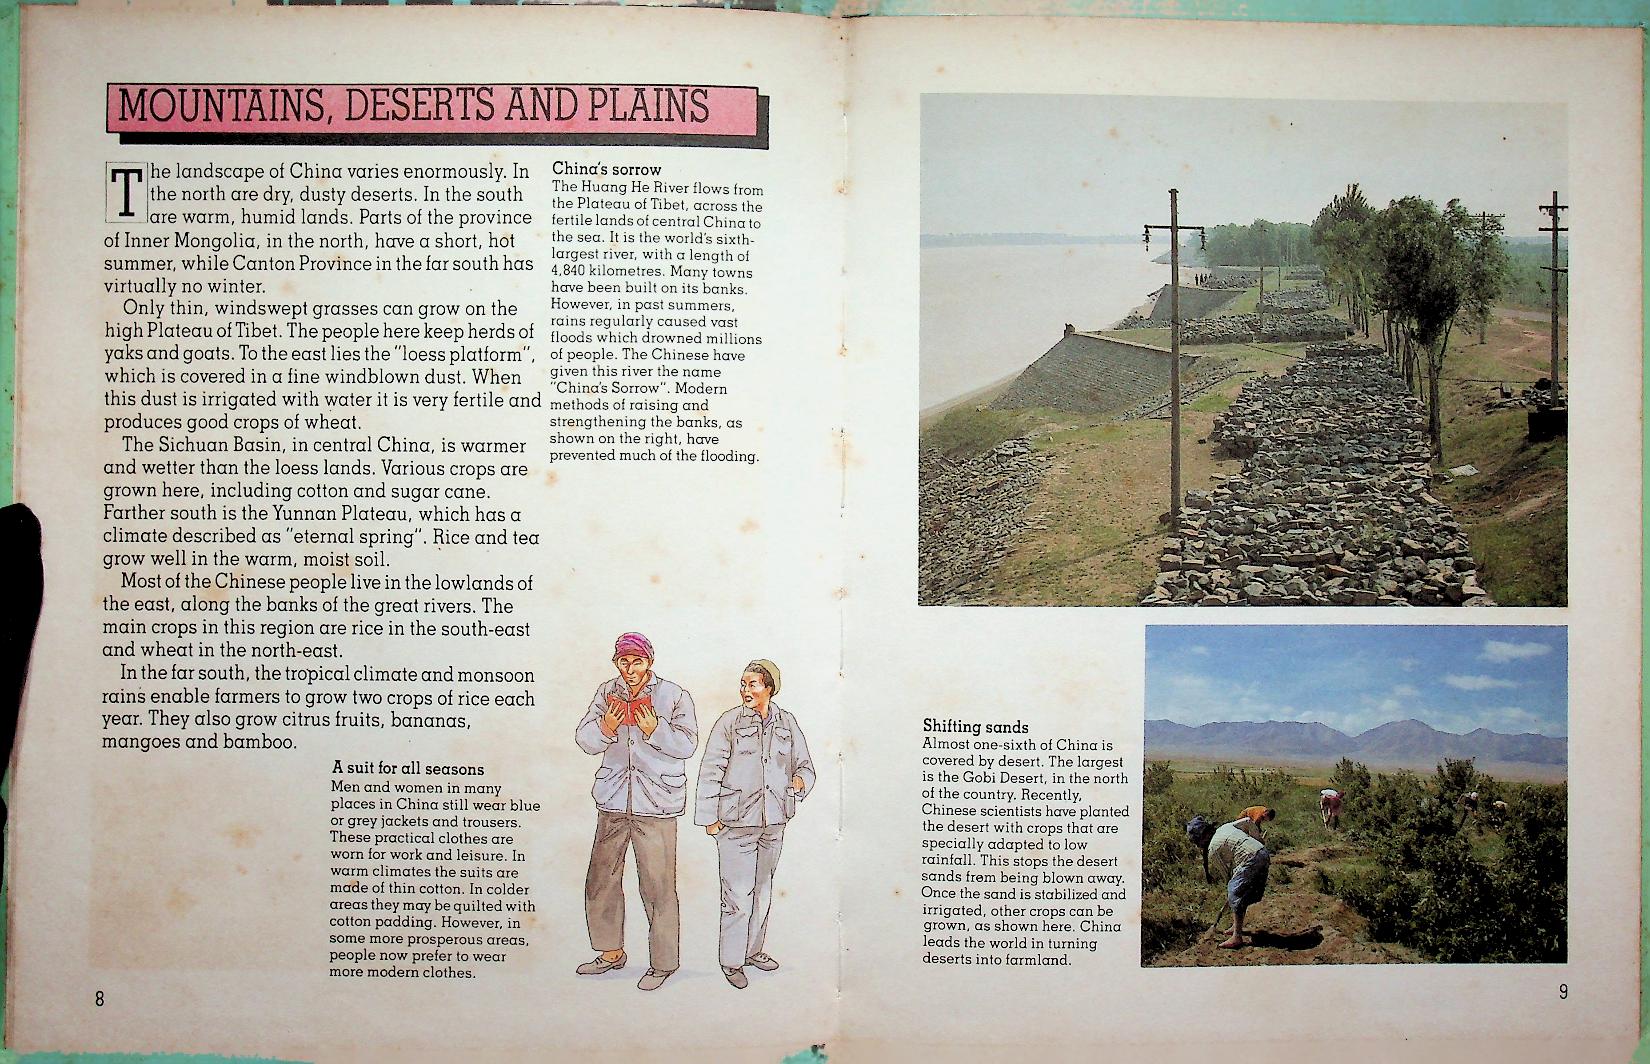 MOUNTAINS, DESERTS AND PLAINS
The landscape of China varies enormously. In
the north are dry, dusty deserts. In the south
are warm, humid lands. Parts of the province
of Inner Mongolia, in the north, have a short, hot
summer, while Canton Province in the far south has
virtually no winter.
Only thin, windswept grasses can grow on the
high Plateau of Tibet. The people here keep herds of
yaks and goats. To the east lies the "loess platform",
which is covered in a fine windblown dust. When
this dust is irrigated with water it is very fertile and
produces good crops of wheat.
The Sichuan Basin, in central China, is warmer
and wetter than the loess lands. Various crops are
grown here, including cotton and sugar cane.
Farther south is the Yunnan Plateau, which has a
climate described as "eternal spring". Rice and tea
grow well in the warm, moist soil.
Most of the Chinese people live in the lowlands of
the east, along the banks of the great rivers. The
main crops in this region are rice in the south-east
and wheat in the north-east.
In the far south, the tropical climate and monsoon
rains enable farmers to grow two crops of rice each
year. They also grow citrus fruits, bananas,
mangoes and bamboo.
China's sorrow
The Huang He River flows from
the Plateau of Tibet, across the
fertile lands of central China to
the sea. It is the world's sixth-
largest river, with a length of
4,840 kilometres. Many towns
have been built on its banks.
However, in past summers,
rains regularly caused vast
floods which drowned millions
of people. The Chinese have
given this river the name
"China's Sorrow". Modern
methods of raising and
strengthening the banks, as
shown on the right, have
prevented much of the flooding.
A suit for all seasons
Men and women in many
places in China still wear blue
or grey jackets and trousers.
These practical clothes are
worn for work and leisure. In
warm climates the suits are
made of thin cotton. In colder
areas they may be quilted with
cotton padding. However, in
some more prosperous areas,
people now prefer to wear
more modern clothes.
8
Shifting sands
Almost one-sixth of China is
covered by desert. The largest
is the Gobi Desert, in the north
of the country. Recently,
Chinese scientists have planted
the desert with crops that are
specially adapted to low
rainfall. This stops the desert
sands from being blown away.
Once the sand is stabilized and
irrigated, other crops can be
grown, as shown here. China
leads the world in turning
deserts into farmland.
9